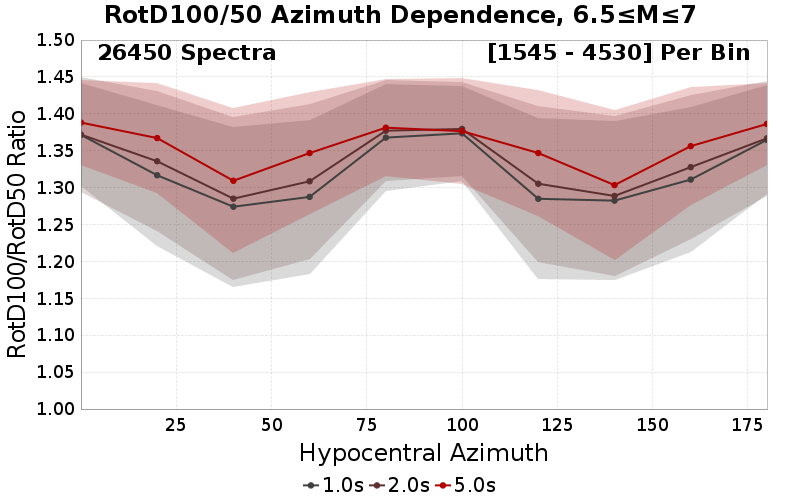 RotD100/50 Azimuth Dependence, 6.5≤M≤7
26450 Spectra
[1545 - 4530] Per Bin
RotD100/RotD50 Ratio
1.50
1.45
1.40
1.35
1.30
1.25
1.20
1.15
1.10
1.05
1.00
25 50 75 100 125 150 175
Hypocentral Azimuth
1.0s 2.0s 5.0s